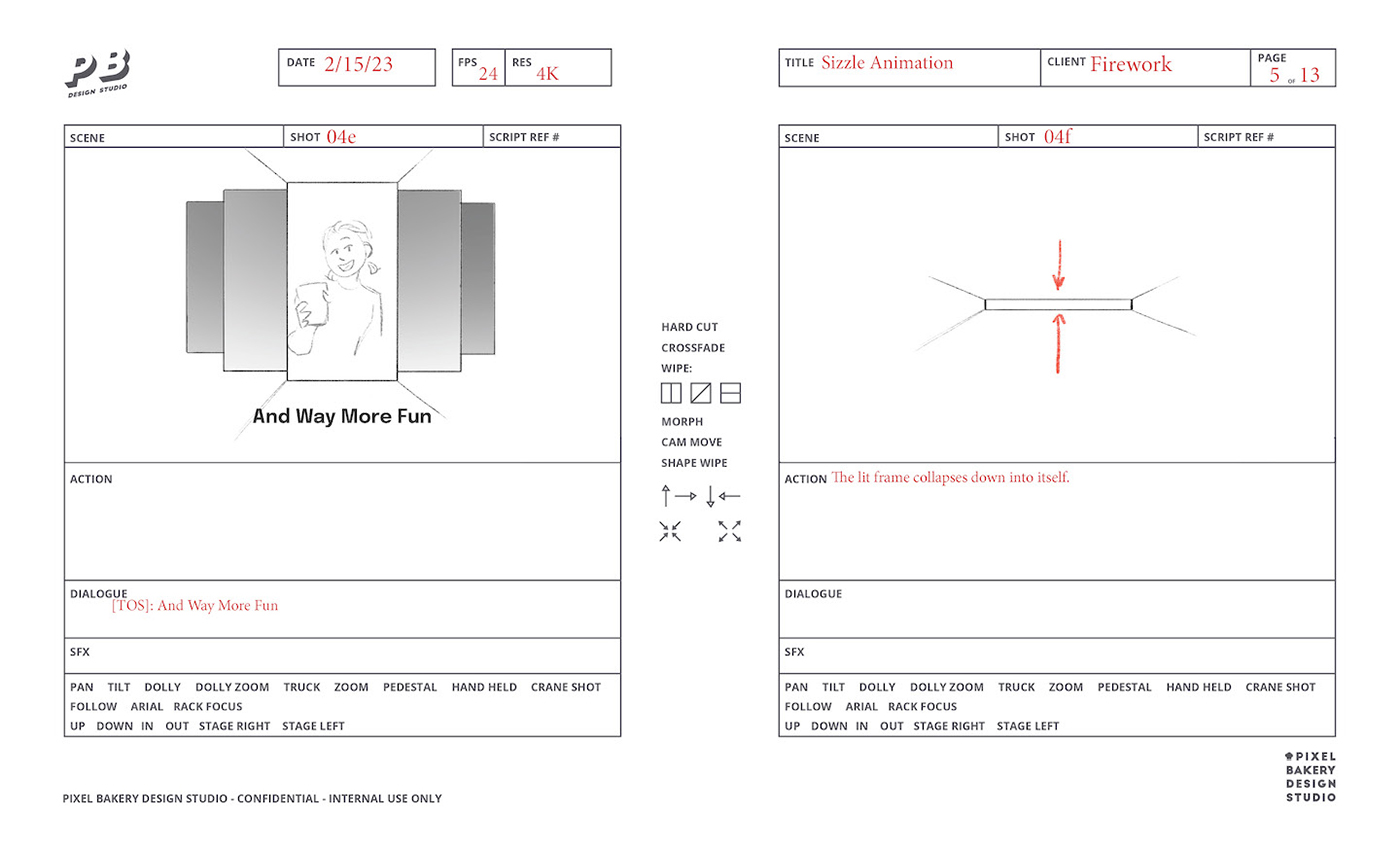 PB
DESIGN STUDIO
DATE 2/15/23
FPS 24
RES 4K
TITLE Sizzle Animation
CLIENT Firework
PAGE 5 OF 13
SCENE
SHOT 04e
SCRIPT REF #
And Way More Fun
ACTION
DIALOGUE
[TOS]: And Way More Fun
SFX
PAN TILT DOLLY DOLLY ZOOM TRUCK ZOOM PEDESTAL HAND HELD CRANE SHOT
FOLLOW ARIAL RACK FOCUS
UP DOWN IN OUT STAGE RIGHT STAGE LEFT
HARD CUT
CROSSFADE
WIPE:
MORPH
CAM MOVE
SHAPE WIPE
SCENE
SHOT 04f
SCRIPT REF #
ACTION The lit frame collapses down into itself.
DIALOGUE
SFX
PAN TILT DOLLY DOLLY ZOOM TRUCK ZOOM PEDESTAL HAND HELD CRANE SHOT
FOLLOW ARIAL RACK FOCUS
UP DOWN IN OUT STAGE RIGHT STAGE LEFT
PIXEL BAKERY DESIGN STUDIO - CONFIDENTIAL - INTERNAL USE ONLY
PIXEL
BAKERY
DESIGN
STUDIO